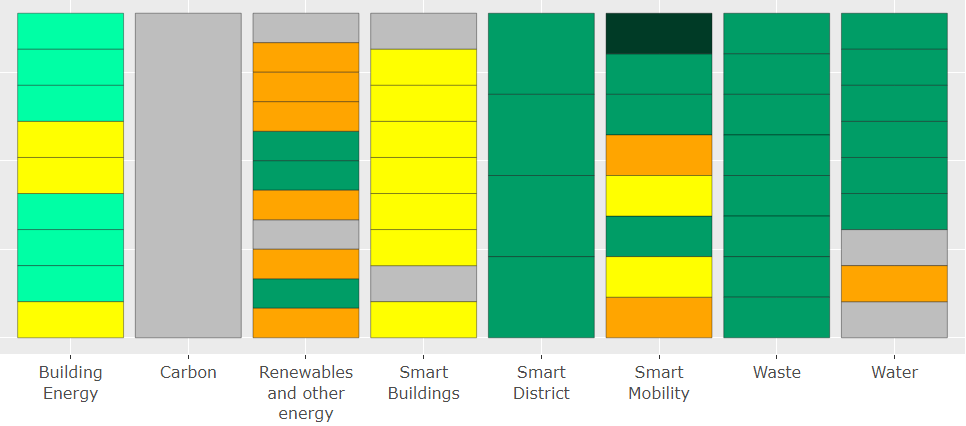 Building
Energy
Carbon
Renewables
and other
energy
Smart
Buildings
Smart
District
Smart
Mobility
Waste
Water